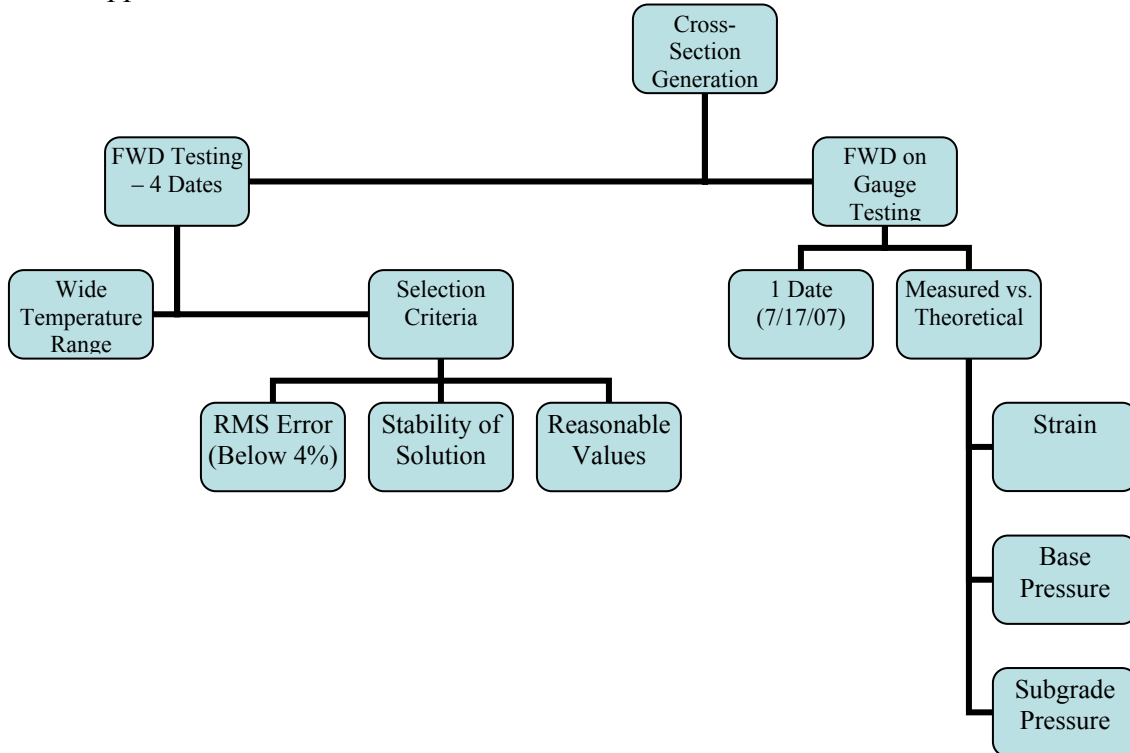 Cross-
Section
Generation
FWD Testing
– 4 Dates
FWD on
Gauge
Testing
Wide
Temperature
Range
Selection
Criteria
1 Date
(7/17/07)
Measured vs.
Theoretical
RMS Error
(Below 4%)
Stability of
Solution
Reasonable
Values
Strain
Base
Pressure
Subgrade
Pressure